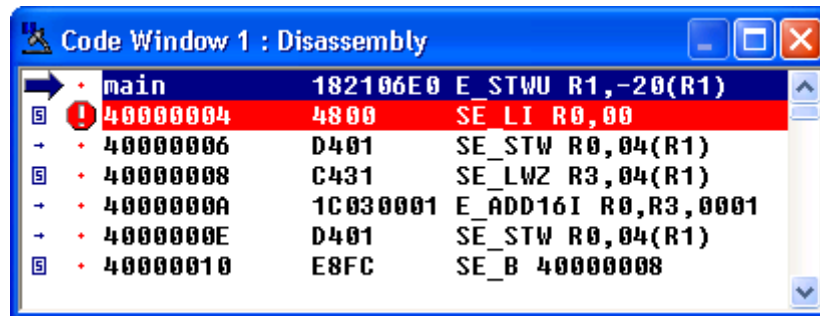 Code Window 1 : Disassembly
main 182106E0 E_STWU R1,-20(R1)
S ! 40000004 4800 SE_LI R0,00
40000006 D401 SE_STW R0,04(R1)
S 40000008 C431 SE_LWZ R3,04(R1)
4000000A 1C030001 E_ADD16I R0,R3,0001
4000000E D401 SE_STW R0,04(R1)
S 40000010 E8FC SE_B 40000008